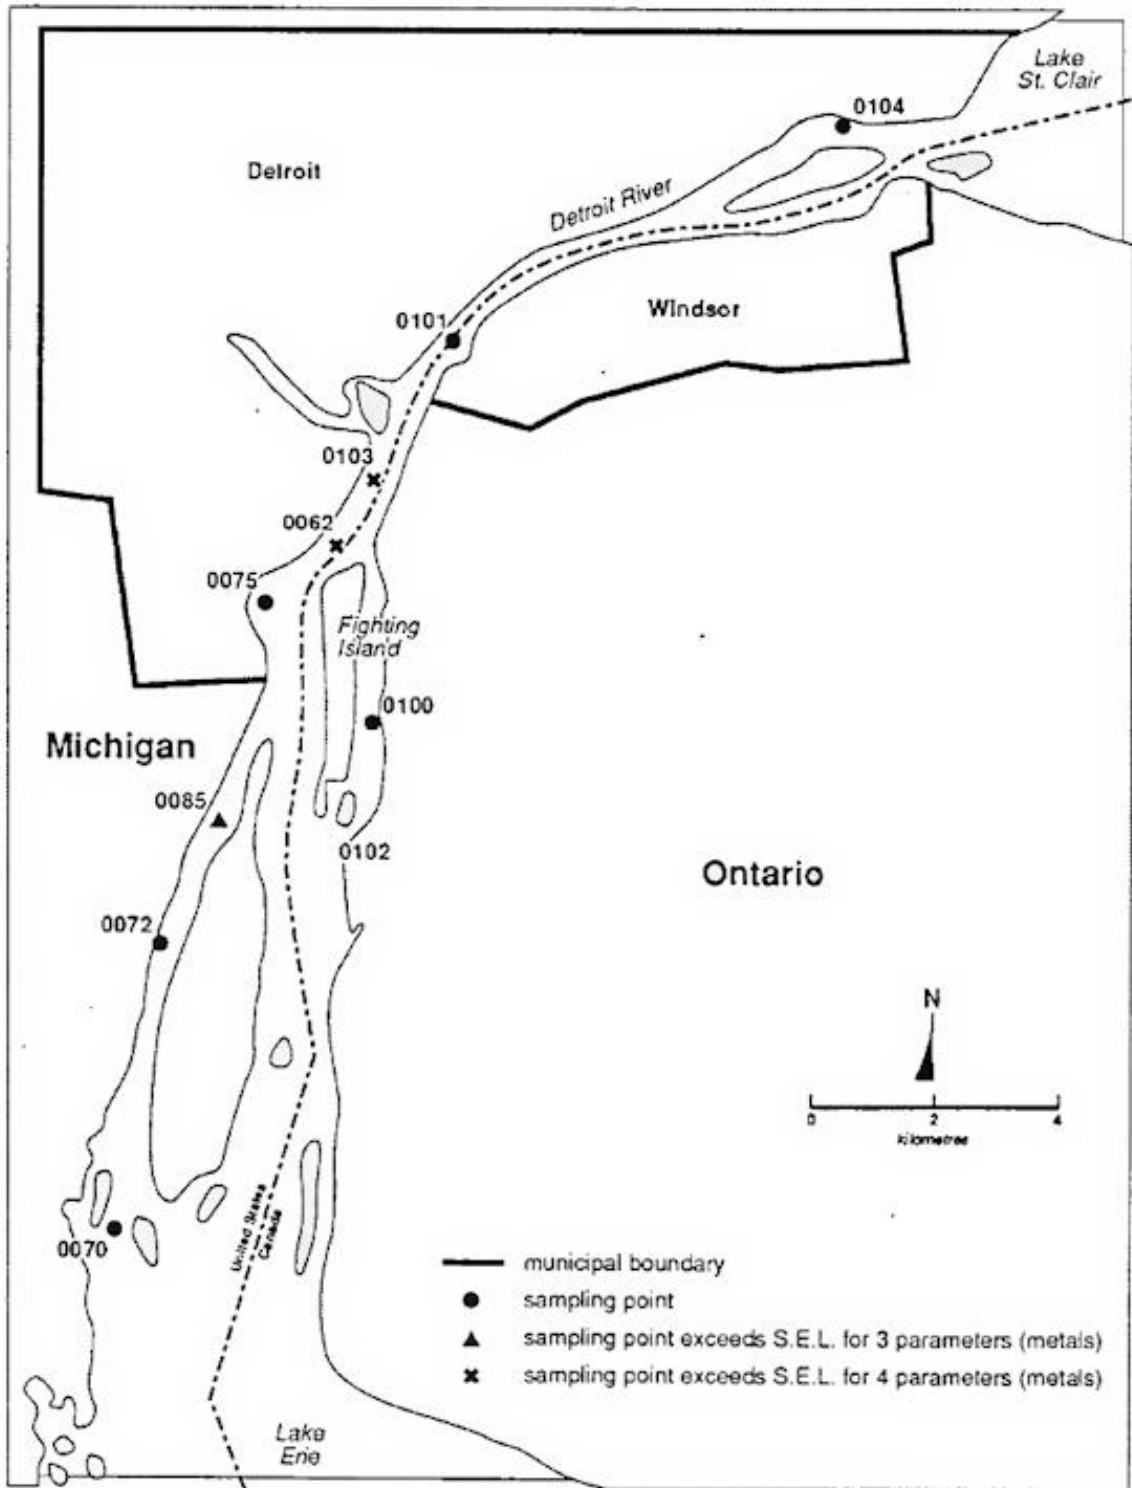 Lake
St. Clair
0104
Detroit
Detroit River
Windsor
0101
0103
0062
0075
Fighting
Island
0100
Michigan
0085
0102
Ontario
0072
N
0 2 4
kilometres
United States
Canada
0070
municipal boundary
sampling point
sampling point exceeds S.E.L. for 3 parameters (metals)
sampling point exceeds S.E.L. for 4 parameters (metals)
Lake
Erie